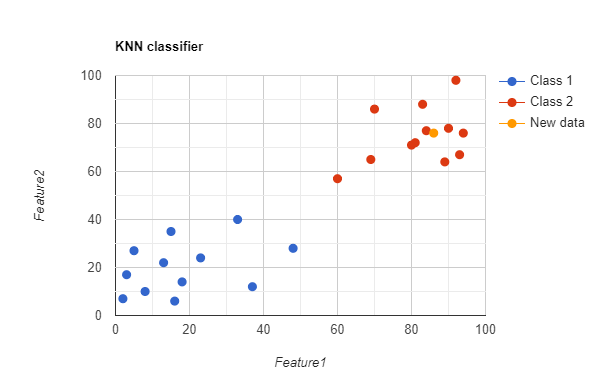 KNN classifier
100
80
60
40
20
0
0 20 40 60 80 100
Feature2
Feature1
Class 1
Class 2
New data